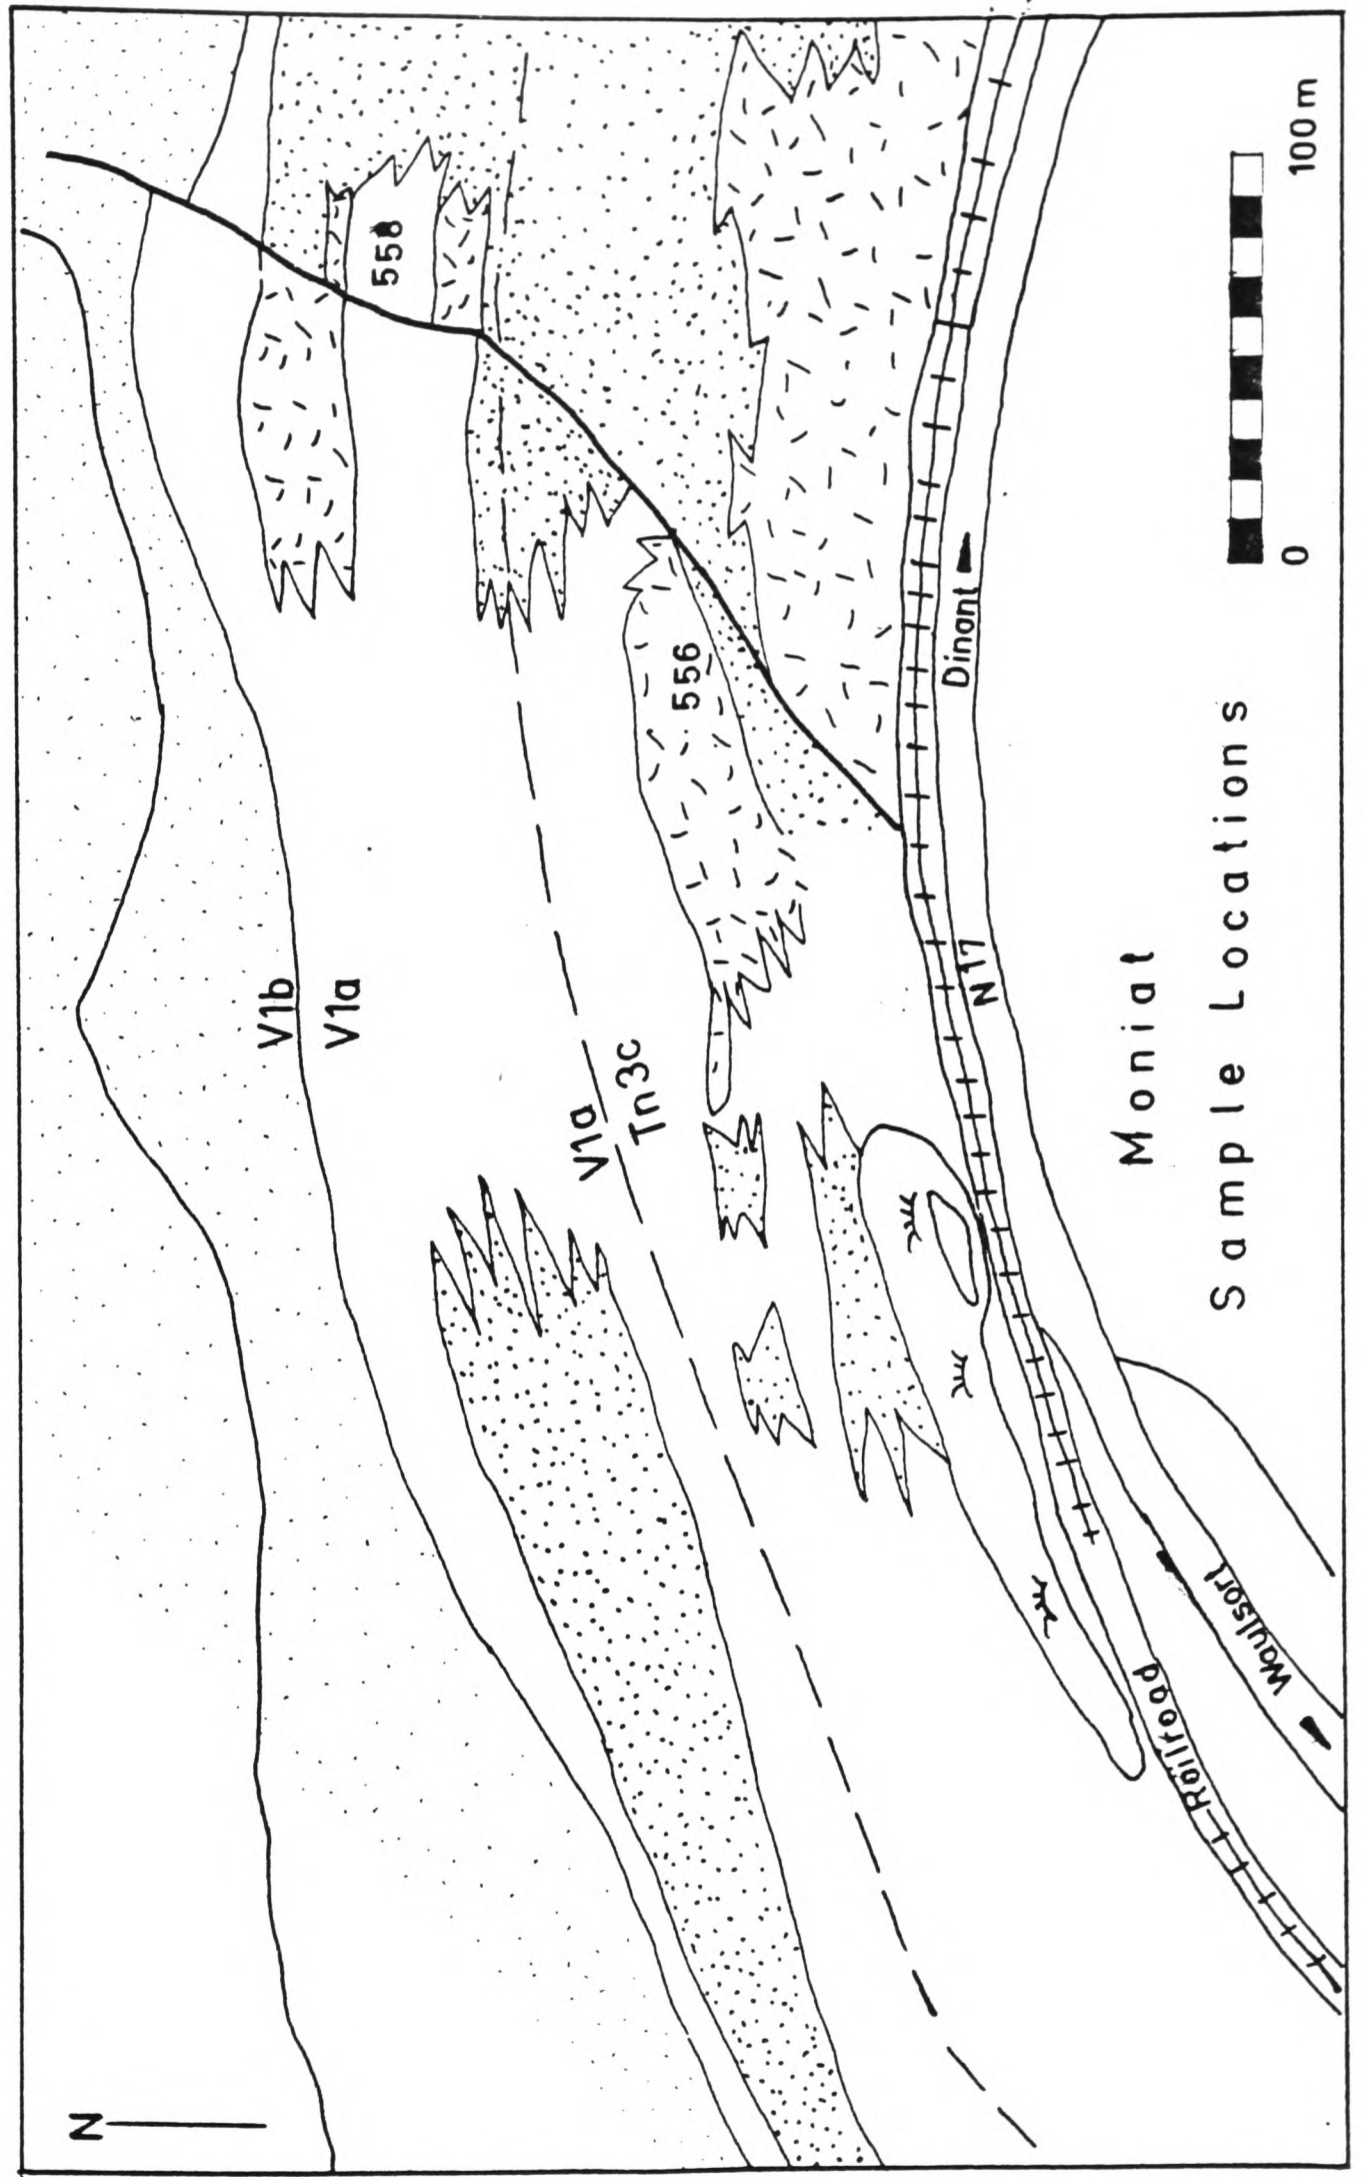 N
V1b
V1a
558
V1a
Tn3c
556
N17
Dinant
Railroad
Waulsort
0
100 m
Moniat
Sample Locations